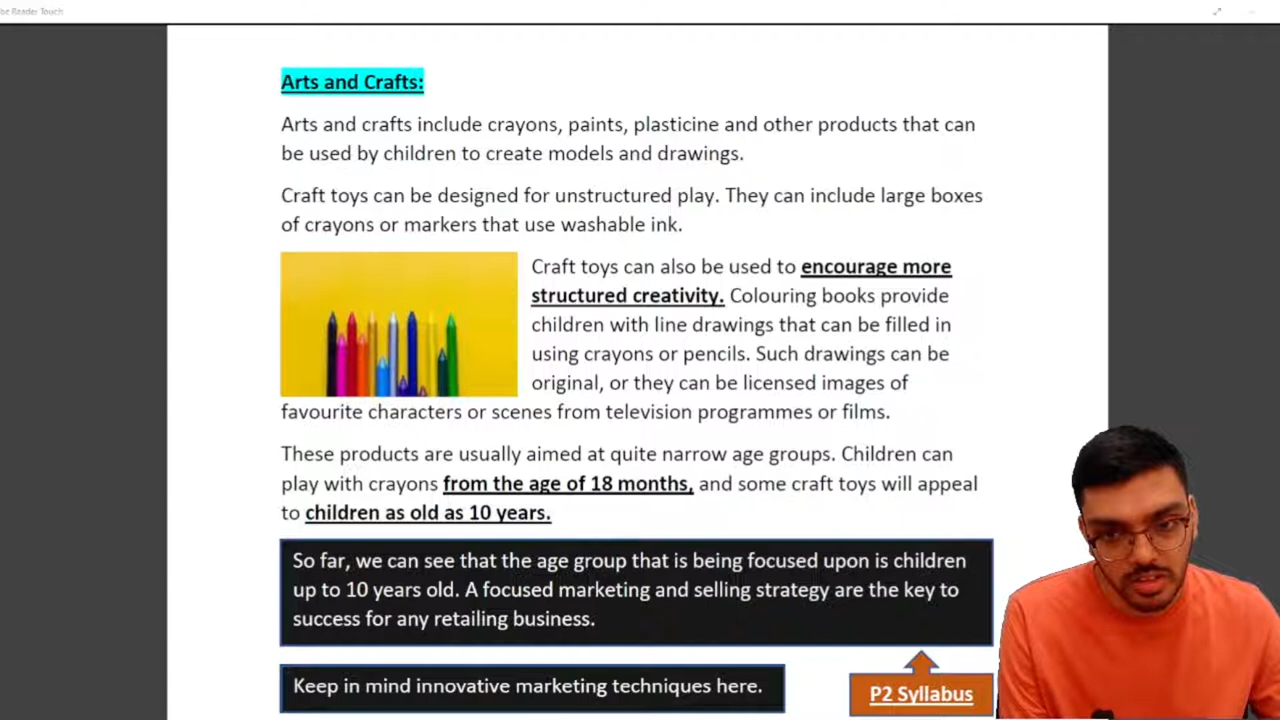 be Reader Touch
Arts and Crafts:
Arts and crafts include crayons, paints, plasticine and other products that can
be used by children to create models and drawings.
Craft toys can be designed for unstructured play. They can include large boxes
of crayons or markers that use washable ink.
Craft toys can also be used to encourage more
structured creativity. Colouring books provide
children with line drawings that can be filled in
using crayons or pencils. Such drawings can be
original, or they can be licensed images of
favourite characters or scenes from television programmes or films.
These products are usually aimed at quite narrow age groups. Children can
play with crayons from the age of 18 months, and some craft toys will appeal
to children as old as 10 years.
So far, we can see that the age group that is being focused upon is children
up to 10 years old. A focused marketing and selling strategy are the key to
success for any retailing business.
Keep in mind innovative marketing techniques here.
P2 Syllabus